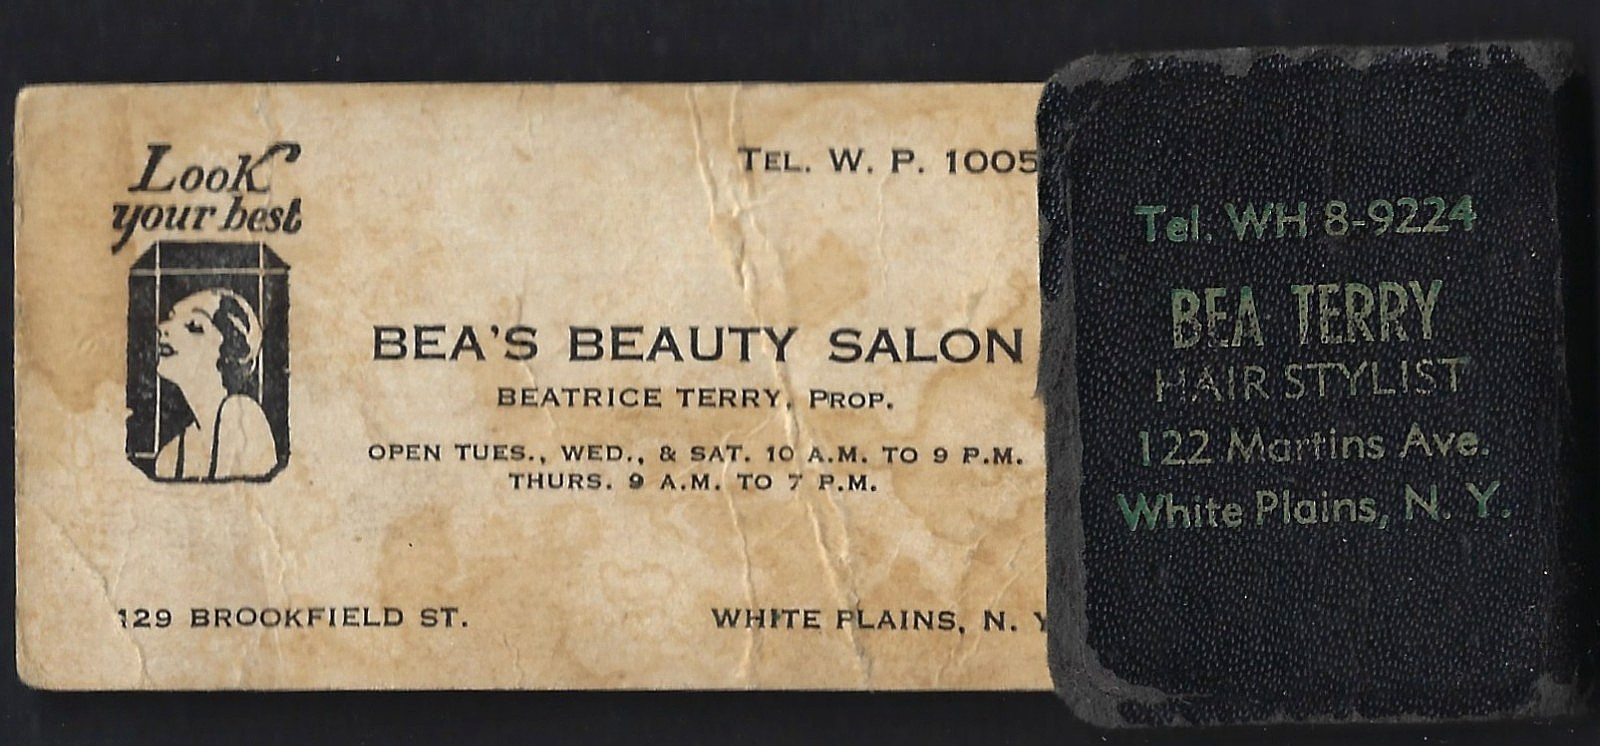 Look
your best
TEL. W. P. 1005
BEA'S BEAUTY SALON
BEATRICE TERRY, PROP.
OPEN TUES., WED., & SAT. 10 A.M. TO 9 P.M.
THURS. 9 A.M. TO 7 P.M.
129 BROOKFIELD ST.
WHITE PLAINS, N. Y
Tel. WH 8-9224
BEA TERRY
HAIR STYLIST
122 Martins Ave.
White Plains, N. Y.